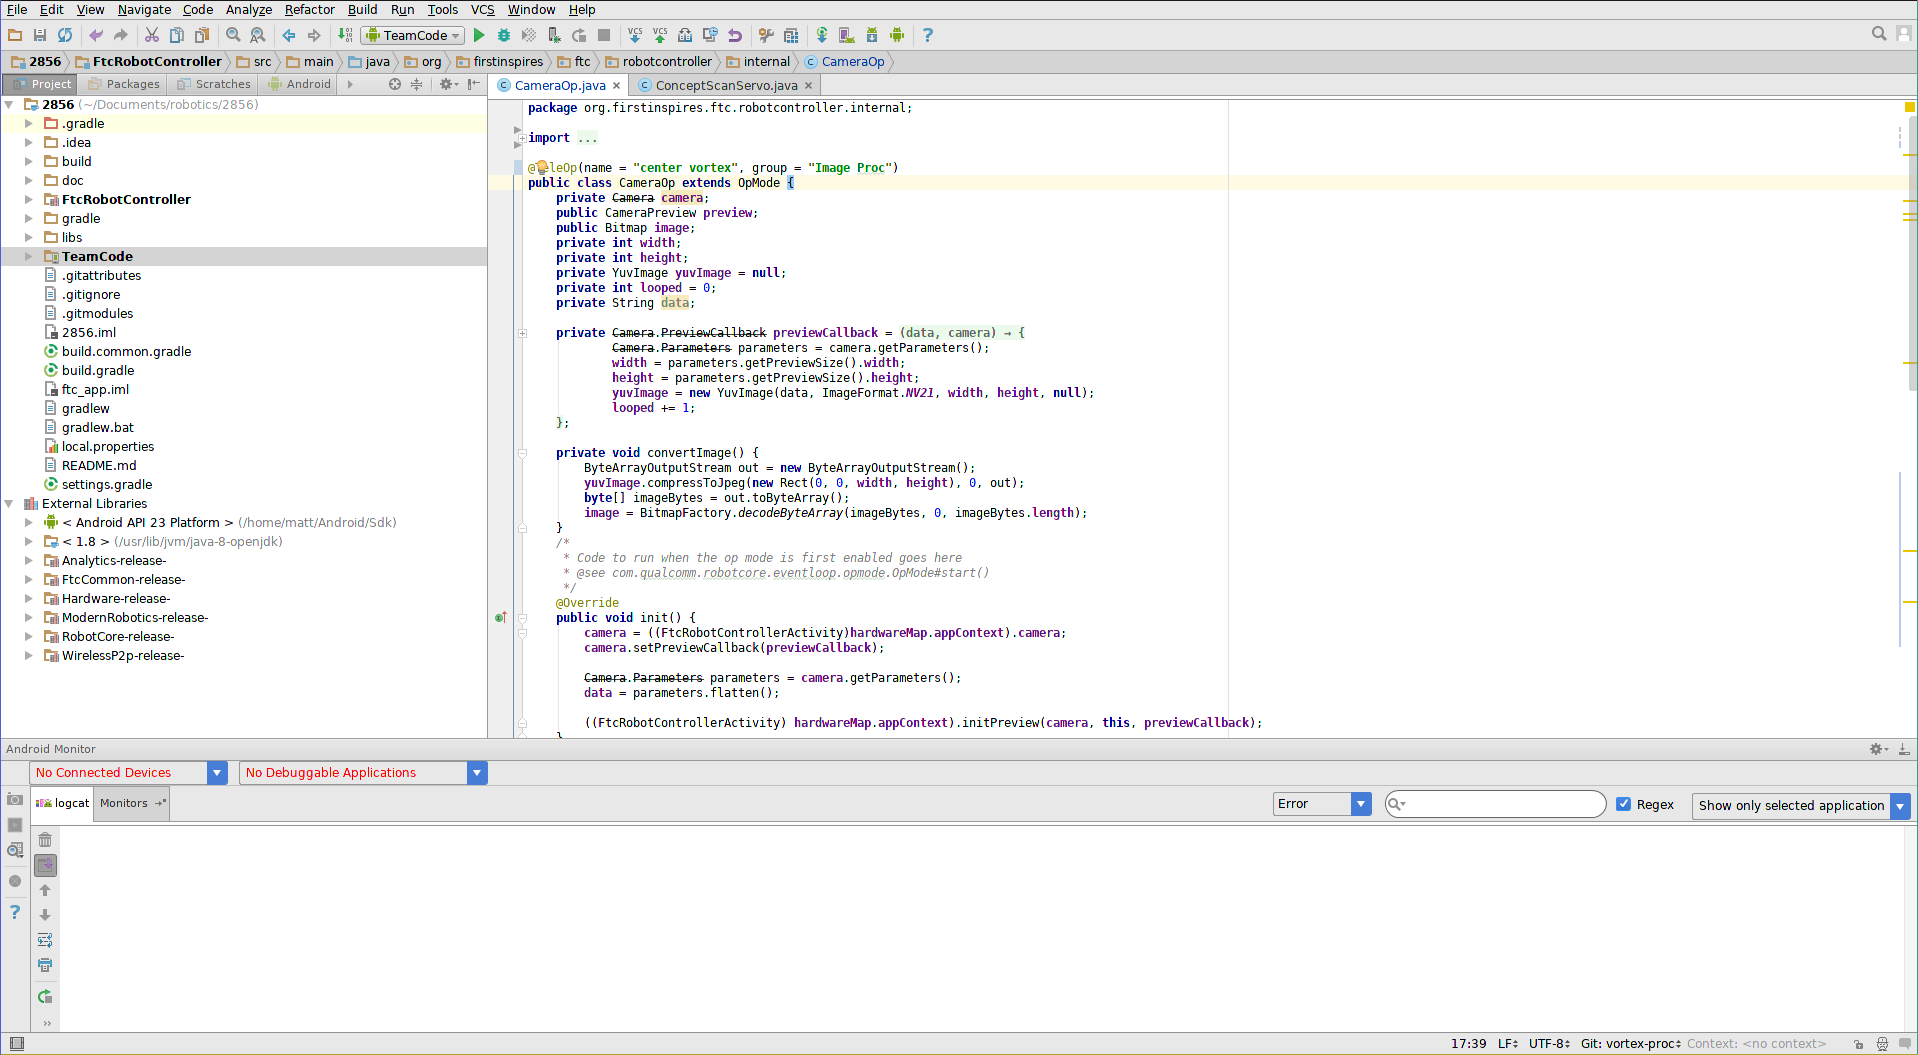 File Edit View Navigate Code Analyze Refactor Build Run Tools VCS Window Help
TeamCode VCS VCS ?
2856 FtcRobotController src main java org firstinspires ftc robotcontroller internal CameraOp
Project Packages Scratches Android
CameraOp.java × ConceptScanServo.java ×
2856 (~/Documents/robotics/2856)
.gradle
.idea
build
doc
FtcRobotController
gradle
libs
TeamCode
.gitattributes
.gitignore
.gitmodules
2856.iml
build.common.gradle
build.gradle
ftc_app.iml
gradlew
gradlew.bat
local.properties
README.md
settings.gradle
External Libraries
< Android API 23 Platform > (/home/matt/Android/Sdk)
< 1.8 > (/usr/lib/jvm/java-8-openjdk)
Analytics-release-
FtcCommon-release-
Hardware-release-
ModernRobotics-release-
RobotCore-release-
WirelessP2p-release-
package org.firstinspires.ftc.robotcontroller.internal;
import ...
(name = "center vortex", group = "Image Proc")
public class CameraOp extends OpMode {
private Camera camera;
public CameraPreview preview;
public Bitmap image;
private int width;
private int height;
private YuvImage yuvImage = null;
private int looped = 0;
private String data;
private Camera.PreviewCallback previewCallback = (data, camera) → {
Camera.Parameters parameters = camera.getParameters();
width = parameters.getPreviewSize().width;
height = parameters.getPreviewSize().height;
yuvImage = new YuvImage(data, ImageFormat.NV21, width, height, null);
looped += 1;
};
private void convertImage() {
ByteArrayOutputStream out = new ByteArrayOutputStream();
yuvImage.compressToJpeg(new Rect(0, 0, width, height), 0, out);
byte[] imageBytes = out.toByteArray();
image = BitmapFactory.decodeByteArray(imageBytes, 0, imageBytes.length);
}
/*
* Code to run when the op mode is first enabled goes here
* @see com.qualcomm.robotcore.eventloop.opmode.OpMode#start()
*/
@Override
public void init() {
camera = ((FtcRobotControllerActivity)hardwareMap.appContext).camera;
camera.setPreviewCallback(previewCallback);
Camera.Parameters parameters = camera.getParameters();
data = parameters.flatten();
((FtcRobotControllerActivity) hardwareMap.appContext).initPreview(camera, this, previewCallback);
}
Android Monitor
No Connected Devices No Debuggable Applications
logcat Monitors Error Regex Show only selected application
?
17:39 LF UTF-8 Git: vortex-proc Context: <no context>